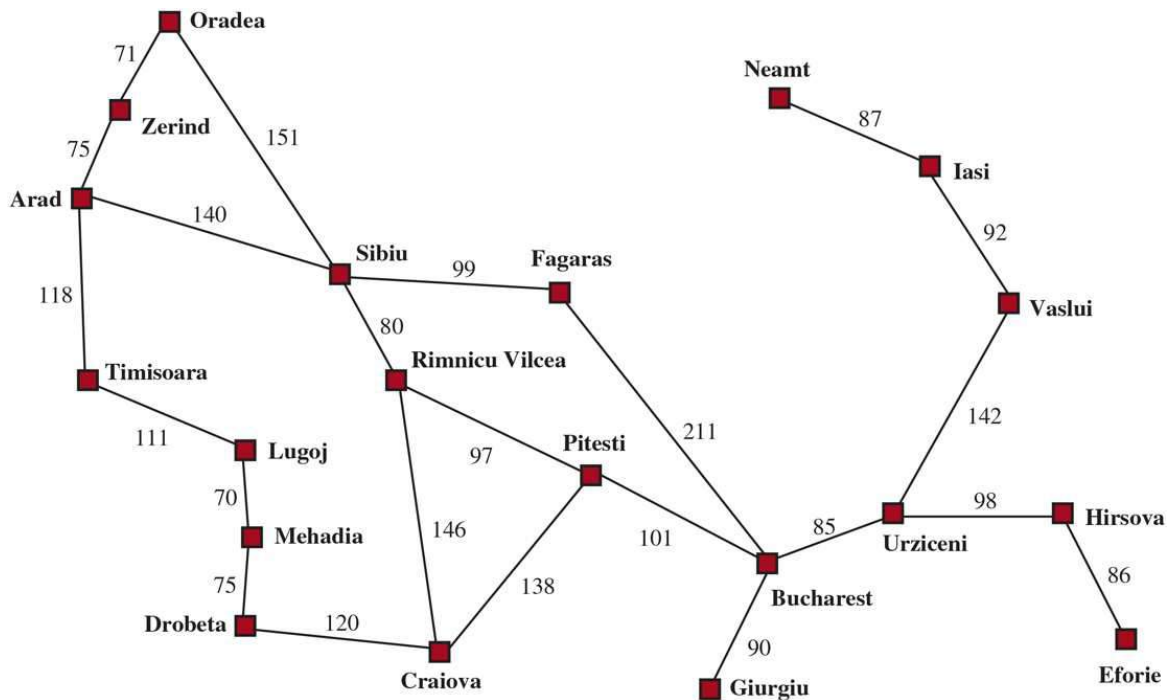 Oradea
71
Neamt
Zerind
87
151
75
Iasi
Arad
140
92
Sibiu
Fagaras
99
118
Vaslui
80
Timisoara
Rimnicu Vilcea
142
111
Pitesti
211
Lugoj
97
70
98
Hirsova
146
85
Mehadia
101
Urziceni
75
138
86
Bucharest
120
Drobeta
90
Craiova
Giurgiu
Eforie